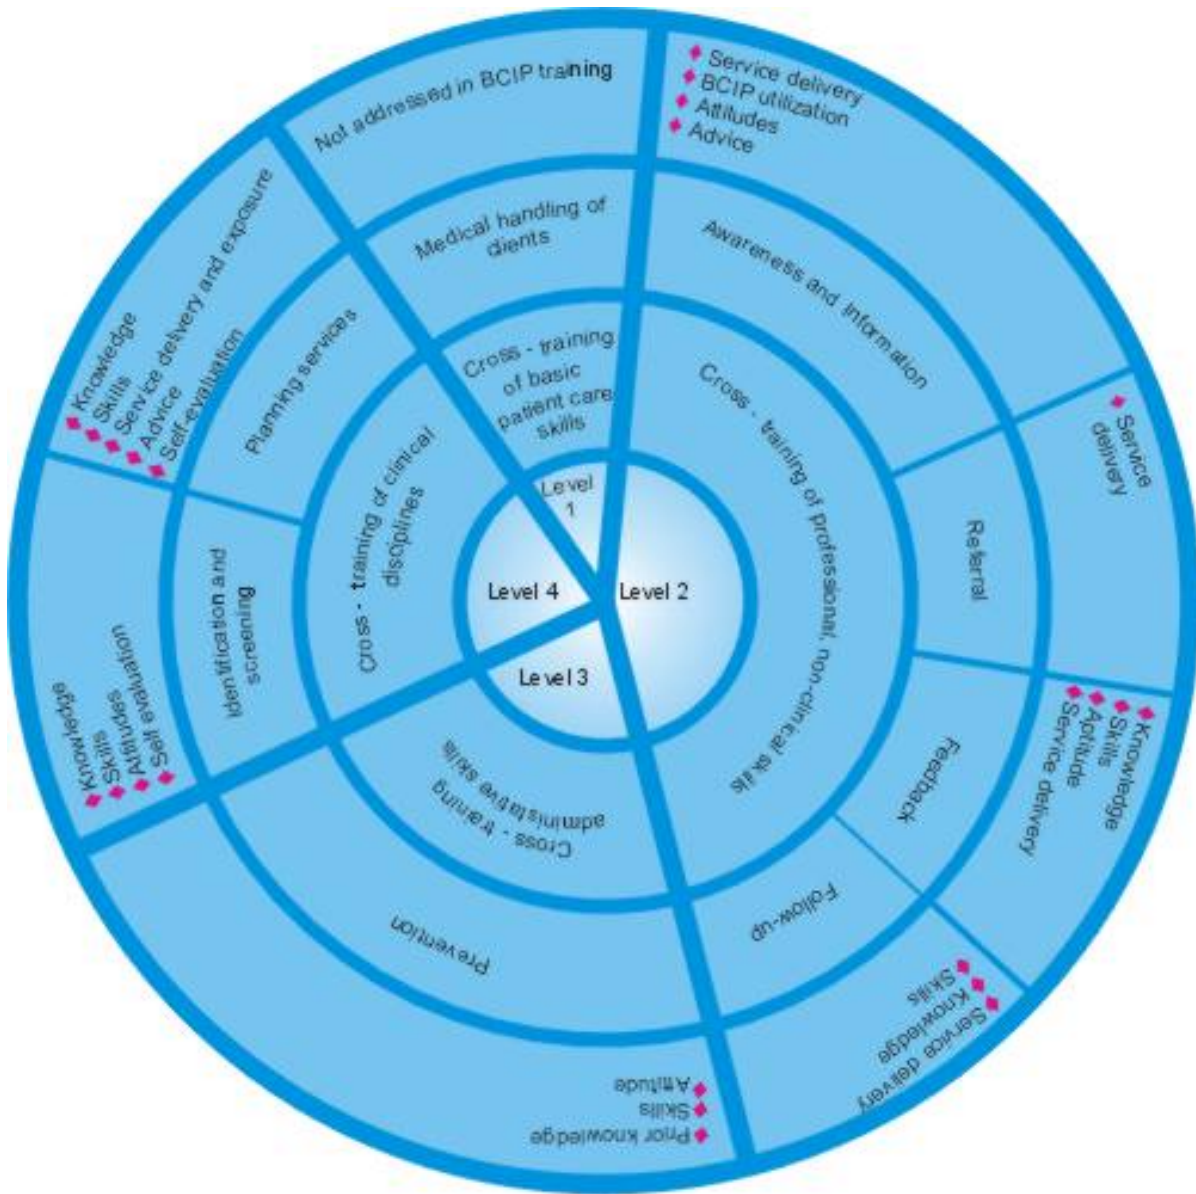 Level
1
Cross - training
of basic
patient care
skills
Medical handling of
clients
Not addressed in BCIP training
Level 2
Cross - training of professional, non-clinical skills
Awareness and Information
Service delivery
BCIP utilization
Attitudes
Advice
Referral
Service
delivery
Feedback
Knowledge
Skills
Aptitude
Service delivery
Follow-up
Service delivery
Knowledge
Skills
Level 3
Cross - training
administative skills
Prevention
Prior knowledge
Skills
Attitude
Level 4
Cross - training of clinical
disciplines
Identification and
screening
Knowledge
Skills
Attitudes
Self evaluation
Planning services
Knowledge
Skills
Service delivery and exposure
Advice
Self-evaluation